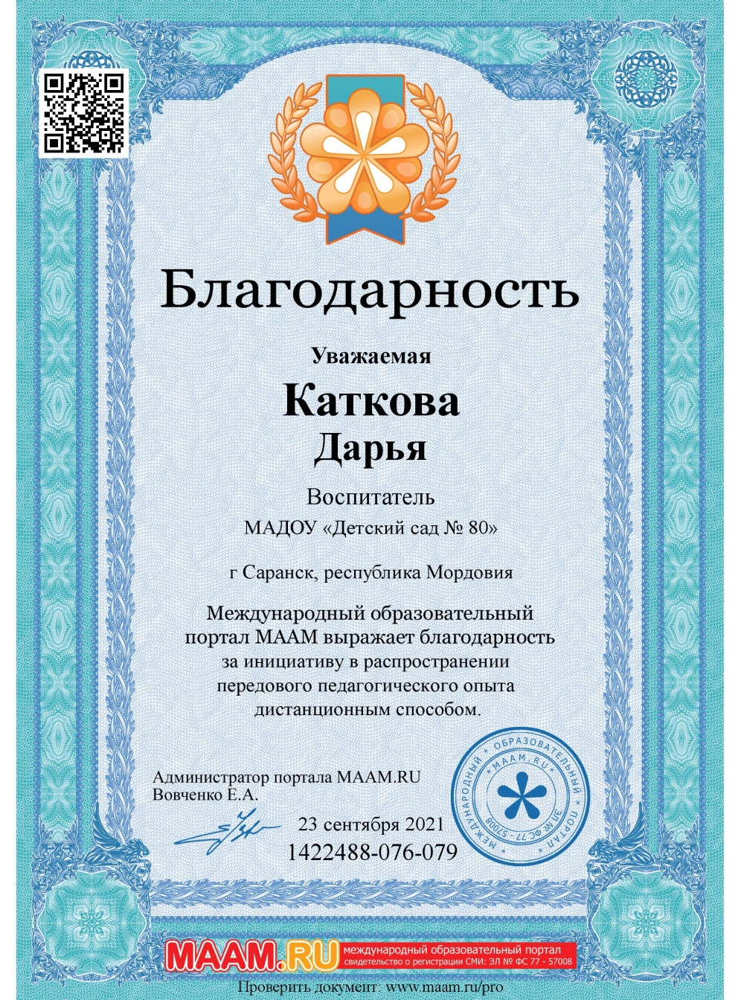 Благодарность
Уважаемая
Каткова
Дарья
Воспитатель
МАДОУ «Детский сад № 80»
г Саранск, республика Мордовия
Международный образовательный
портал МААМ выражает благодарность
за инициативу в распространении
передового педагогического опыта
дистанционным способом.
Администратор портала MAAM.RU
Вовченко Е.А.
23 сентября 2021
1422488-076-079
* МЕЖДУНАРОДНЫЙ * ОБРАЗОВАТЕЛЬНЫЙ * ПОРТАЛ *
* MAAM.RU *
ЭЛ № ФС 77 - 57008
MAAM.RU
международный образовательный портал
свидетельство о регистрации СМИ: ЭЛ № ФС 77 - 57008
Проверить документ: www.maam.ru/pro